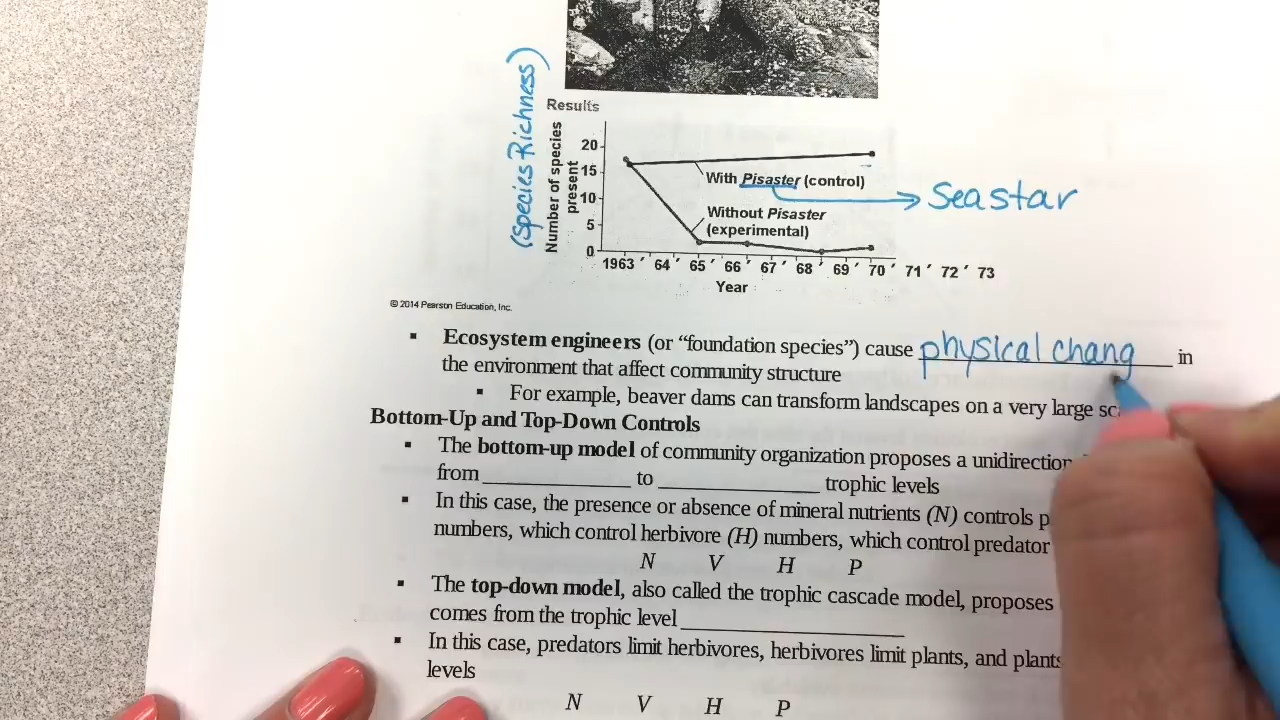 (Species Richness)
Results
Number of species
present
20
15
10
5
0
With Pisaster (control)
Sea star
Without Pisaster
(experimental)
1963 ' 64 ' 65 ' 66 ' 67 ' 68 ' 69 ' 70 ' 71 ' 72 ' 73
Year
© 2014 Pearson Education, Inc.
▪ Ecosystem engineers (or “foundation species”) cause physical chang in
the environment that affect community structure
▪ For example, beaver dams can transform landscapes on a very large
Bottom-Up and Top-Down Controls
▪ The bottom-up model of community organization proposes a
from ______________ to ______________ trophic levels
▪ In this case, the presence or absence of mineral nutrients (N) controls
numbers, which control herbivore (H) numbers, which control predator
N V H P
▪ The top-down model, also called the trophic cascade model, proposes
comes from the trophic level ____________________
▪ In this case, predators limit herbivores, herbivores limit plants, and plants
levels
N V H P